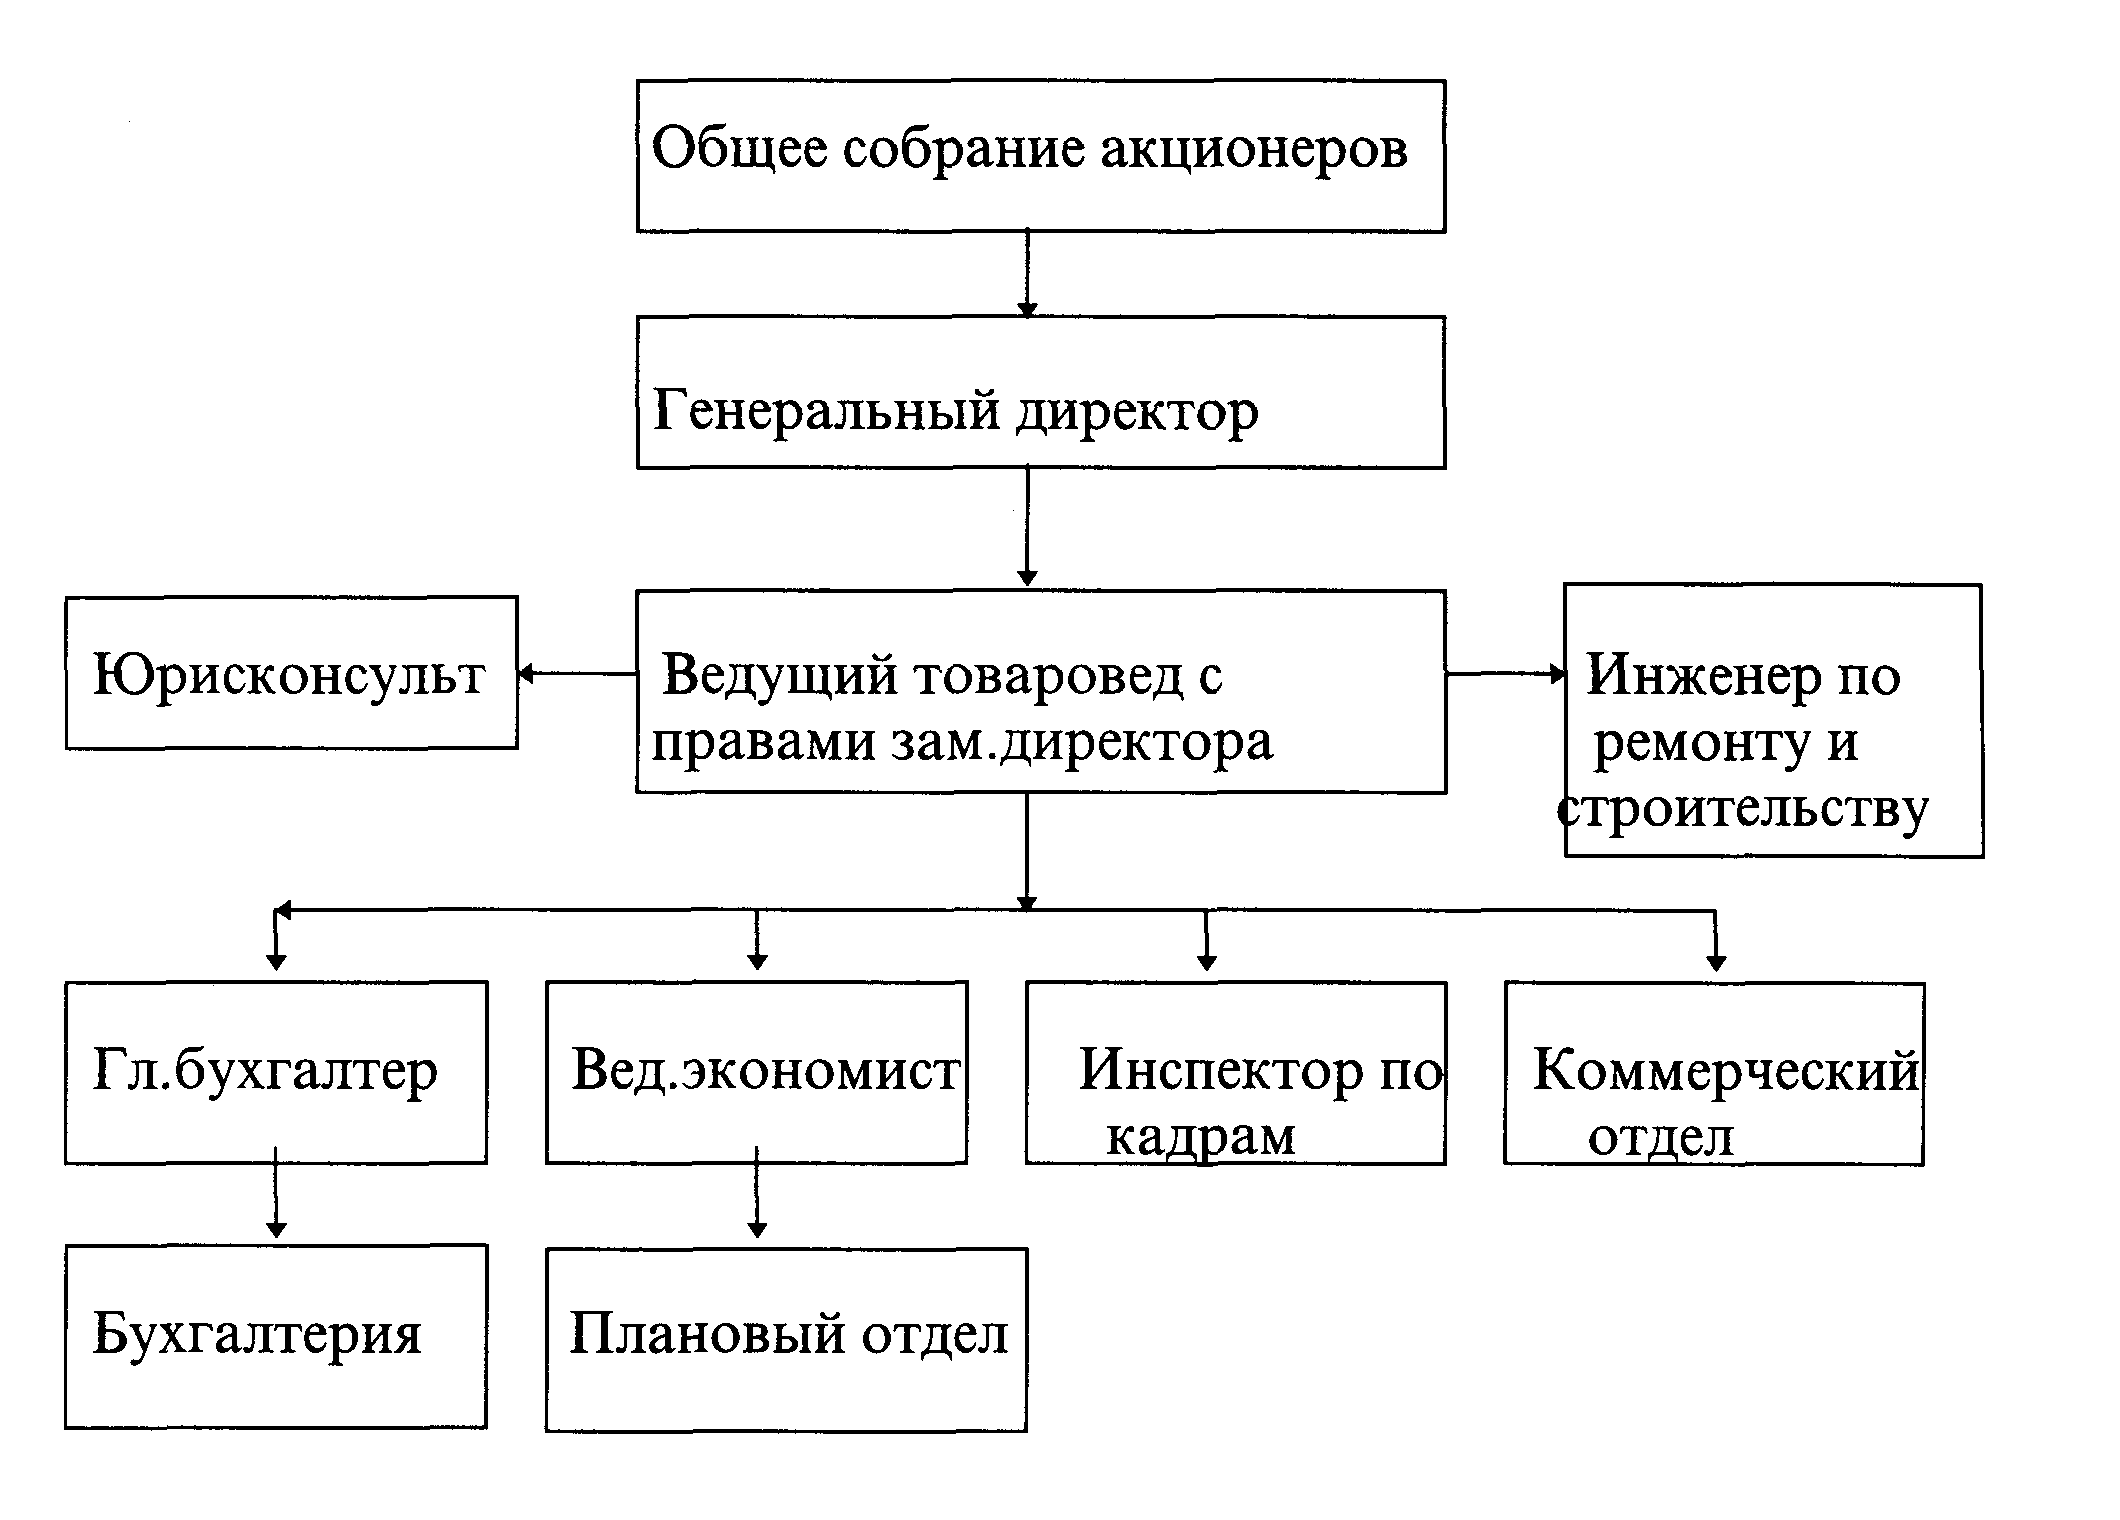 Общее собрание акционеров
Генеральный директор
Юрисконсульт
Ведущий товаровед с
правами зам.директора
Инженер по
ремонту и
строительству
Гл.бухгалтер
Вед.экономист
Инспектор по
кадрам
Коммерческий
отдел
Бухгалтерия
Плановый отдел